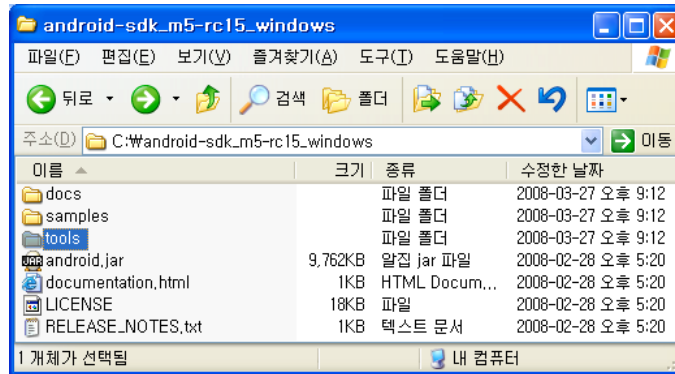 android-sdk_m5-rc15_windows
파일(F) 편집(E) 보기(V) 즐겨찾기(A) 도구(T) 도움말(H)
뒤로 검색 폴더
주소(D) C:₩android-sdk_m5-rc15_windows 이동
이름 크기 종류 수정한 날짜
docs 파일 폴더 2008-03-27 오후 9:12
samples 파일 폴더 2008-03-27 오후 9:12
tools 파일 폴더 2008-03-27 오후 9:12
android.jar 9,762KB 알집 jar 파일 2008-02-28 오후 5:20
documentation.html 1KB HTML Docum... 2008-02-28 오후 5:20
LICENSE 18KB 파일 2008-02-28 오후 5:20
RELEASE_NOTES.txt 1KB 텍스트 문서 2008-02-28 오후 5:20
1 개체가 선택됨 내 컴퓨터